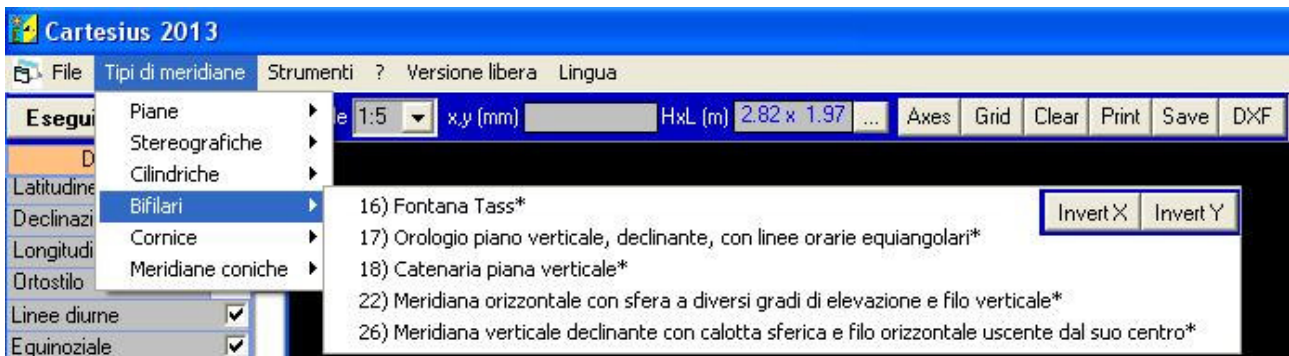 Cartesius 2013
File Tipi di meridiane Strumenti ? Versione libera Lingua
Esegui 1:5 x,y (mm) HxL (m) 2.82 x 1.97 ... Axes Grid Clear Print Save DXF
Piane
Stereografiche
Cilindriche
Bifilari
Cornice
Meridiane coniche
Latitudine
Declinazi
Longitudi
Ortostilo
Linee diurne
Equinoziale
16) Fontana Tass*
17) Orologio piano verticale, declinante, con linee orarie equiangolari*
18) Catenaria piana verticale*
22) Meridiana orizzontale con sfera a diversi gradi di elevazione e filo verticale*
26) Meridiana verticale declinante con calotta sferica e filo orizzontale uscente dal suo centro*
Invert X Invert Y